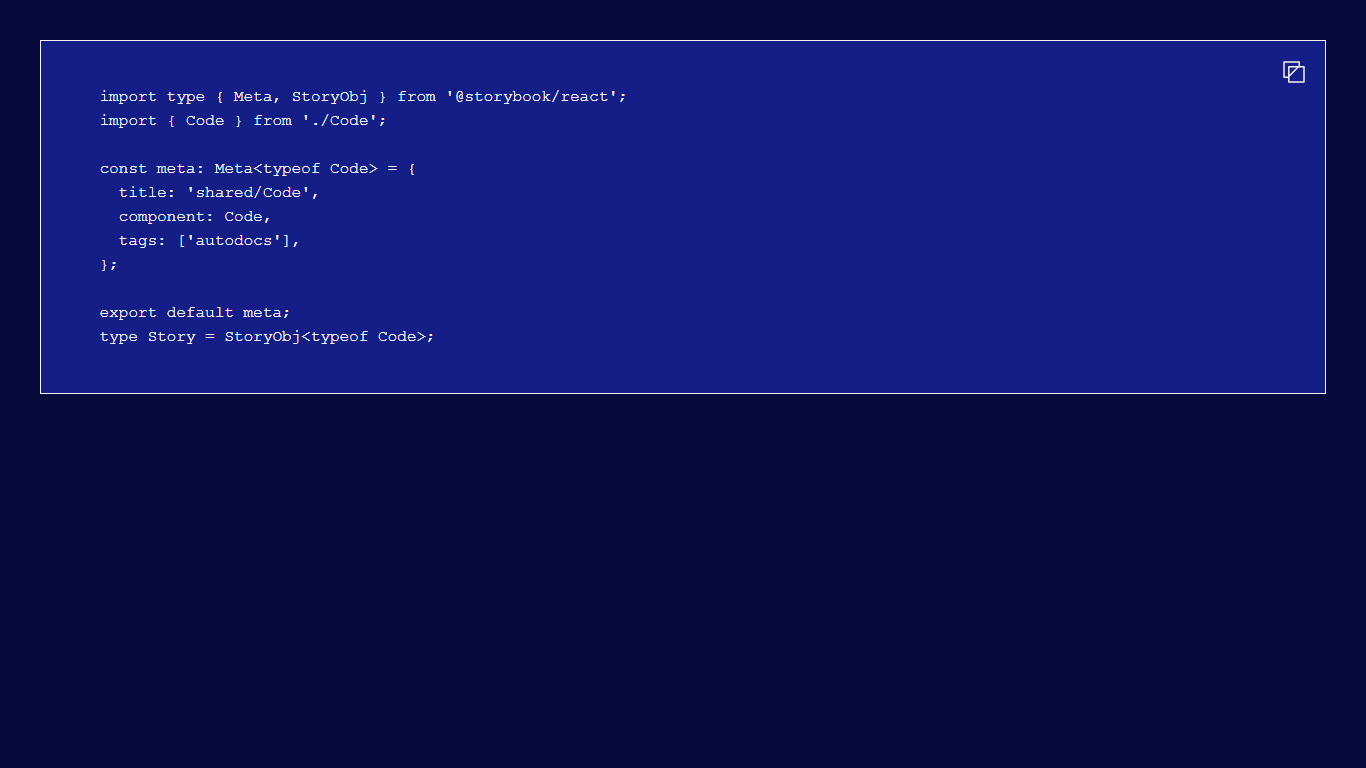 import type { Meta, StoryObj } from '@storybook/react';
import { Code } from './Code';

const meta: Meta<typeof Code> = {
  title: 'shared/Code',
  component: Code,
  tags: ['autodocs'],
};

export default meta;
type Story = StoryObj<typeof Code>;